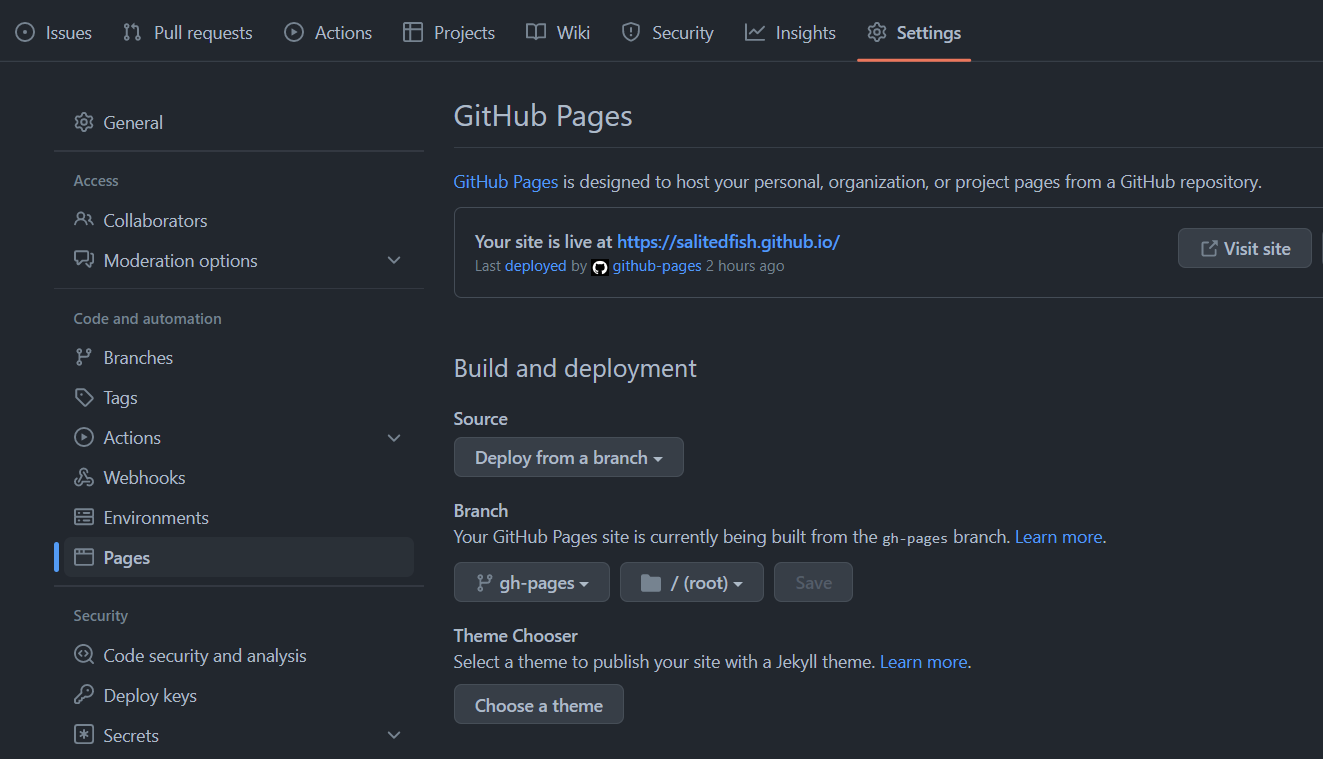 Issues Pull requests Actions Projects Wiki Security Insights Settings
General
Access
Collaborators
Moderation options
Code and automation
Branches
Tags
Actions
Webhooks
Environments
Pages
Security
Code security and analysis
Deploy keys
Secrets
GitHub Pages
GitHub Pages is designed to host your personal, organization, or project pages from a GitHub repository.
Your site is live at https://salitedfish.github.io/
Last deployed by github-pages 2 hours ago
Visit site
Build and deployment
Source
Deploy from a branch
Branch
Your GitHub Pages site is currently being built from the gh-pages branch. Learn more.
gh-pages / (root) Save
Theme Chooser
Select a theme to publish your site with a Jekyll theme. Learn more.
Choose a theme